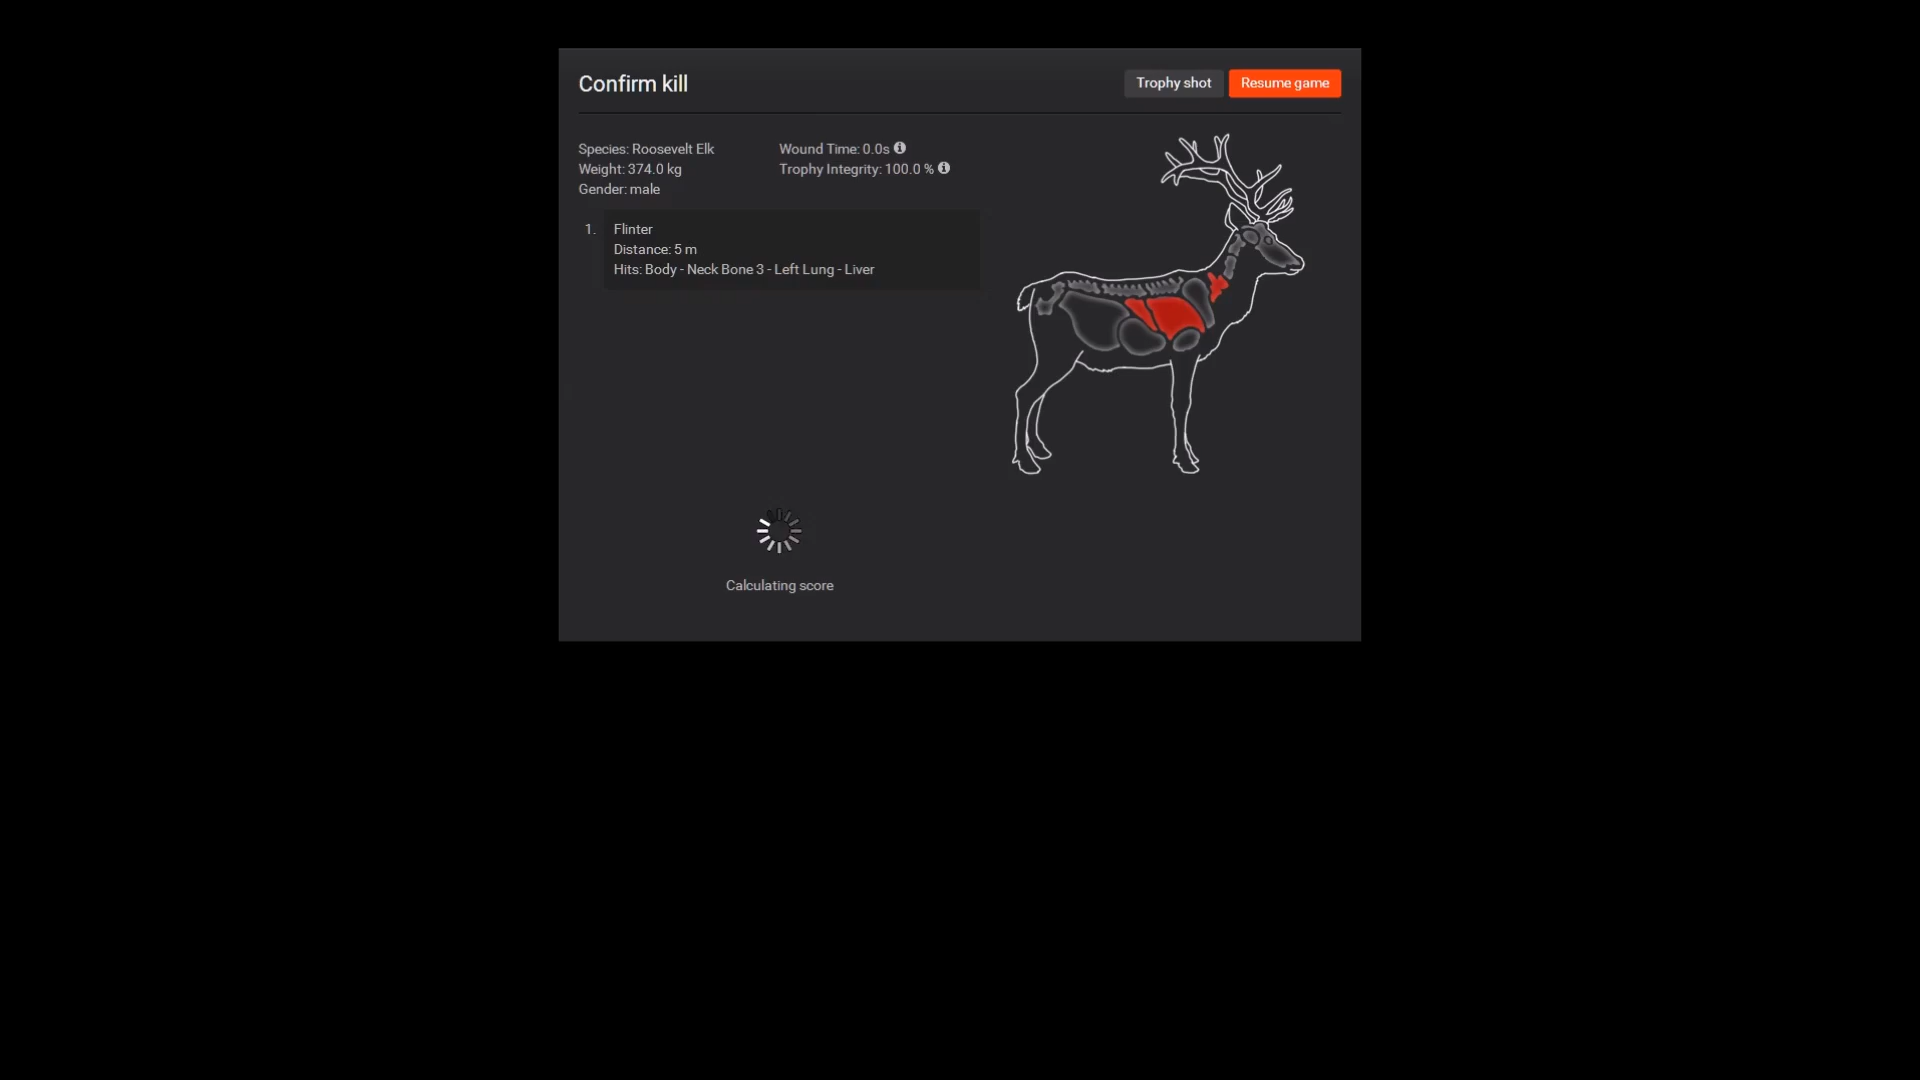 Confirm kill
Trophy shot
Resume game
Species: Roosevelt Elk
Weight: 374.0 kg
Gender: male
Wound Time: 0.0s
Trophy Integrity: 100.0 %
1.
Flinter
Distance: 5 m
Hits: Body - Neck Bone 3 - Left Lung - Liver
Calculating score